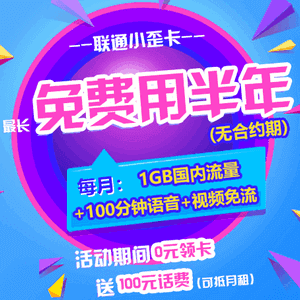 --联通小歪卡--
最长 免费用半年
(无合约期)
每月: 1GB国内流量
+100分钟语音+视频免流
活动期间0元领卡
送 100元话费 (可抵月租)